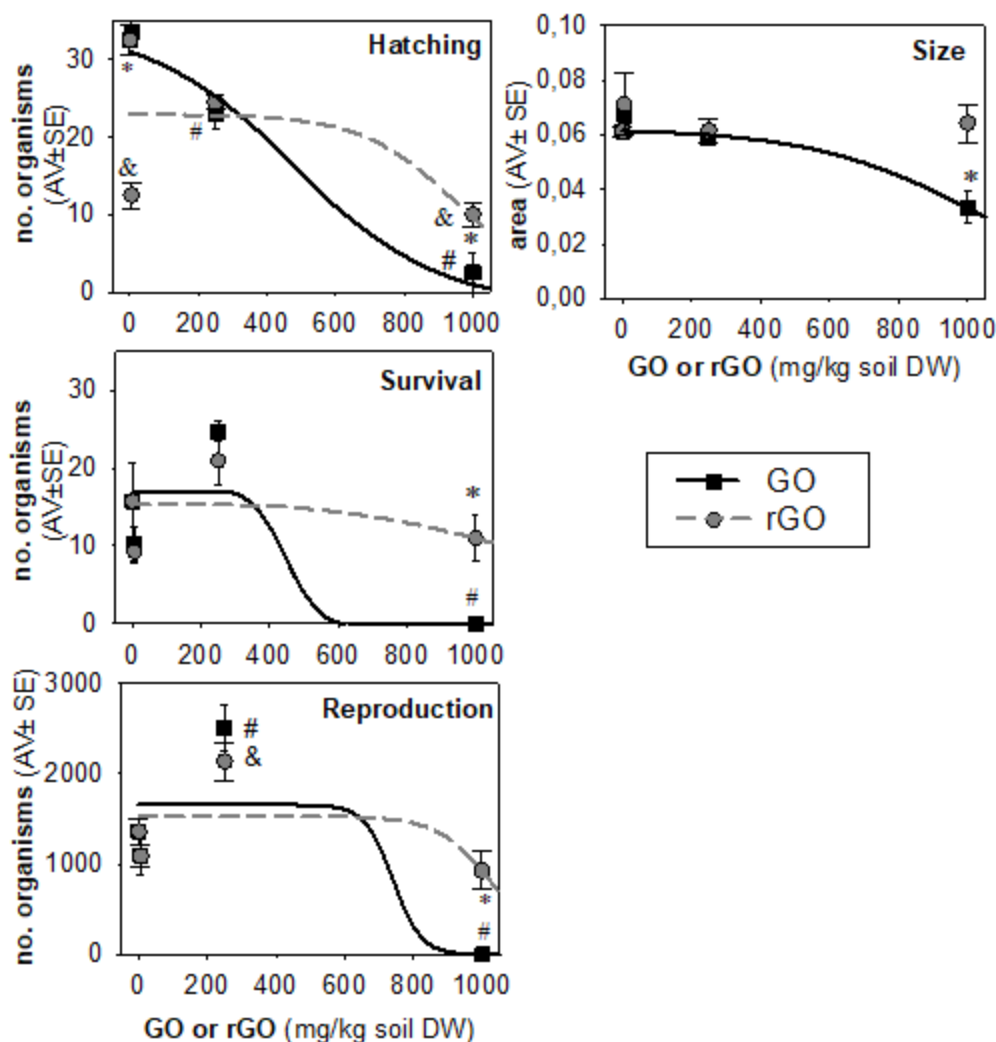 Hatching
no. organisms
(AV± SE)
30
20
10
0
*
&
#
&
*
#
0 200 400 600 800 1000
Size
area (AV± SE)
0,10
0,08
0,06
0,04
0,02
0,00
*
0 200 400 600 800 1000
GO or rGO (mg/kg soil DW)
Survival
no. organisms
(AV±SE)
30
20
10
0
*
#
0 200 400 600 800 1000
GO
rGO
Reproduction
no. organisms (AV± SE)
3000
2000
1000
0
#
&
*
#
0 200 400 600 800 1000
GO or rGO (mg/kg soil DW)